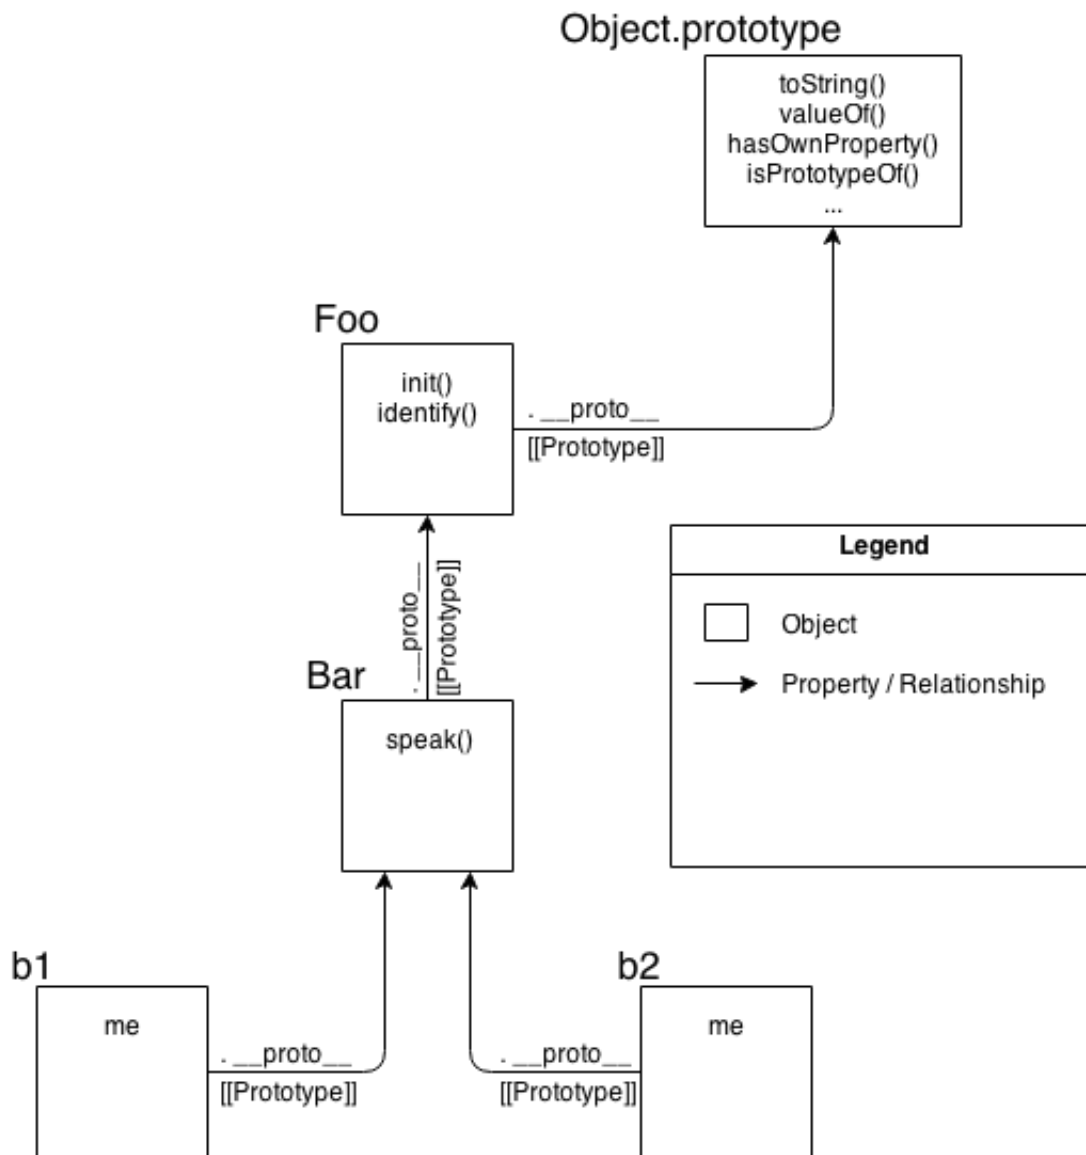 Object.prototype
toString()
valueOf()
hasOwnProperty()
isPrototypeOf()
...
Foo
init()
identify()
. __proto__
[[Prototype]]
. __proto__
[[Prototype]]
Legend
Object
Property / Relationship
Bar
speak()
b1
me
. __proto__
[[Prototype]]
b2
me
. __proto__
[[Prototype]]